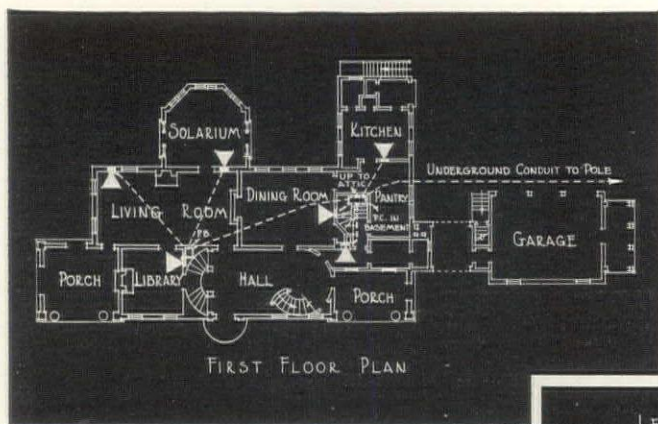 SOLARIUM
KITCHEN
UP TO
ATTIC
UNDERGROUND CONDUIT TO POLE
LIVING ROOM
DINING ROOM
PANTRY
P.B.
T.C. IN
BASEMENT
GARAGE
PORCH
LIBRARY
HALL
PORCH
FIRST FLOOR PLAN